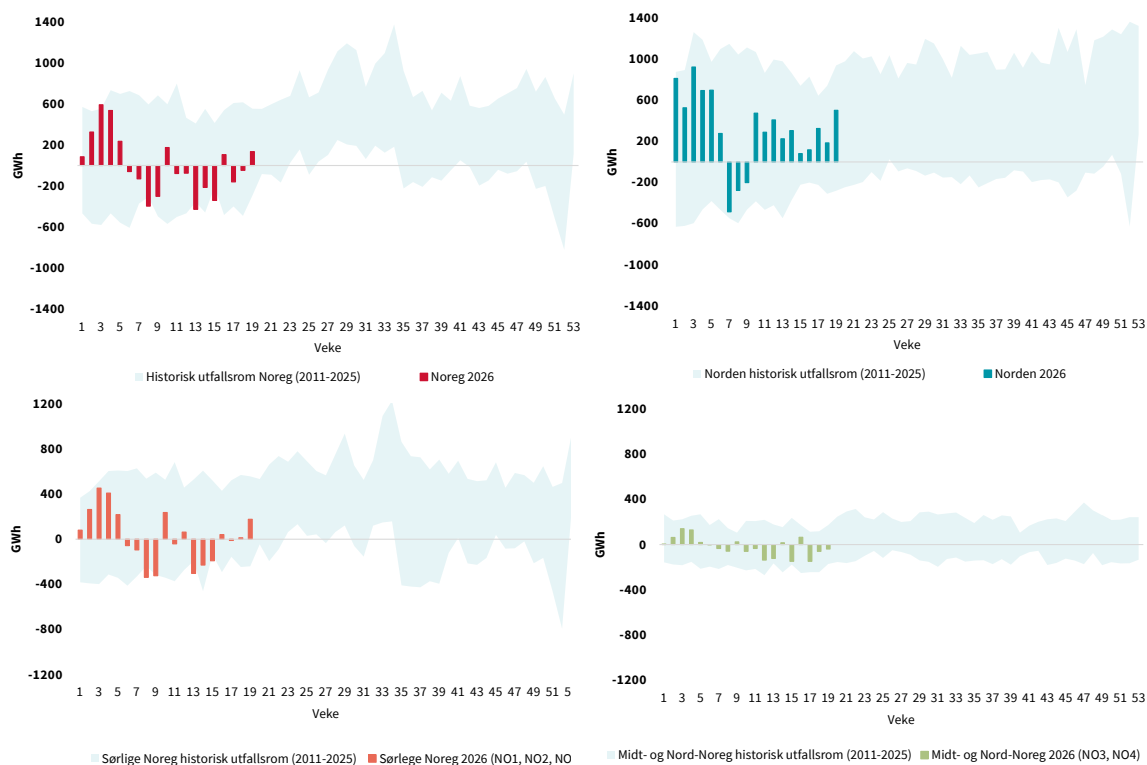 1400
1000
600
200
-200
-600
-1000
-1400
GWh
1 3 5 7 9 11 13 15 17 19 21 23 25 27 29 31 33 35 37 39 41 43 45 47 49 51 53
Veke
Historisk utfallsrom Noreg (2011-2025) Noreg 2026
1400
1000
600
200
-200
-600
-1000
-1400
GWh
1 3 5 7 9 11 13 15 17 19 21 23 25 27 29 31 33 35 37 39 41 43 45 47 49 51 53
Veke
Norden historisk utfallsrom (2011-2025) Norden 2026
1200
800
400
0
-400
-800
-1200
GWh
1 3 5 7 9 11 13 15 17 19 21 23 25 27 29 31 33 35 37 39 41 43 45 47 49 51 5
Veke
Sørlige Noreg historisk utfallsrom (2011-2025) Sørlege Noreg 2026 (NO1, NO2, NO
1200
800
400
0
-400
-800
-1200
GWh
1 3 5 7 9 11 13 15 17 19 21 23 25 27 29 31 33 35 37 39 41 43 45 47 49 51 53
Veke
Midt- og Nord-Noreg historisk utfallsrom (2011-2025) Midt- og Nord-Noreg 2026 (NO3, NO4)